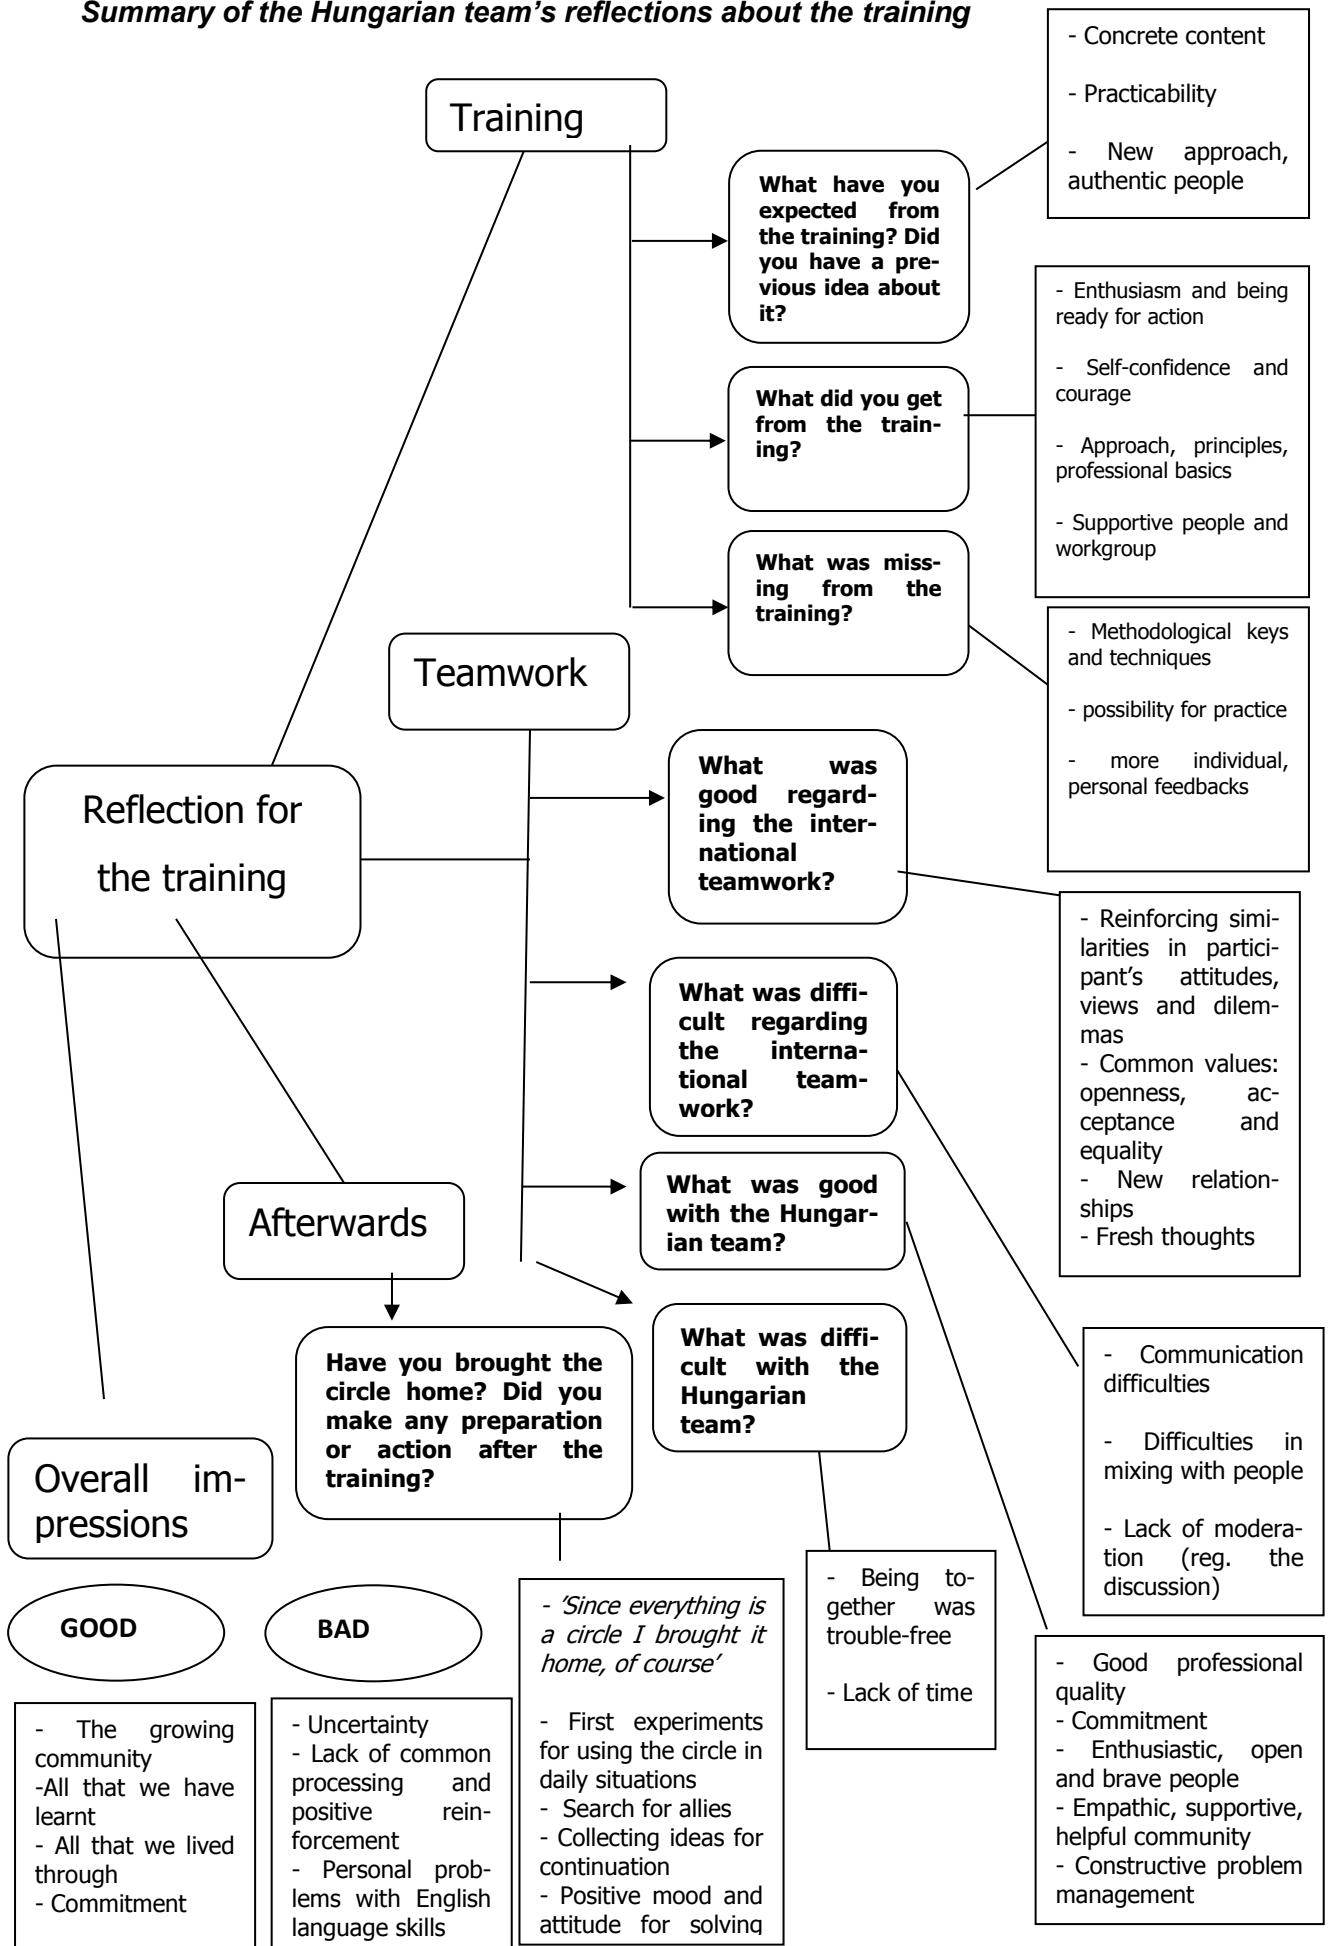 Summary of the Hungarian team's reflections about the training
Training
What have you
expected from
the training? Did
you have a pre-
vious idea about
it?
- Concrete content
- Practicability
- New approach,
authentic people
What did you get
from the train-
ing?
- Enthusiasm and being
ready for action
- Self-confidence and
courage
- Approach, principles,
professional basics
- Supportive people and
workgroup
What was miss-
ing from the
training?
- Methodological keys
and techniques
- possibility for practice
- more individual,
personal feedbacks
Teamwork
What was
good regard-
ing the inter-
national
teamwork?
- Reinforcing simi-
larities in partici-
pant's attitudes,
views and dilem-
mas
- Common values:
openness, ac-
ceptance and
equality
- New relation-
ships
- Fresh thoughts
Reflection for
the training
What was diffi-
cult regarding
the interna-
tional team-
work?
- Communication
difficulties
- Difficulties in
mixing with people
- Lack of modera-
tion (reg. the
discussion)
What was good
with the Hungar-
ian team?
- Good professional
quality
- Commitment
- Enthusiastic, open
and brave people
- Empathic, supportive,
helpful community
- Constructive problem
management
What was diffi-
cult with the
Hungarian
team?
- Being to-
gether was
trouble-free
- Lack of time
Afterwards
Have you brought the
circle home? Did you
make any preparation
or action after the
training?
- 'Since everything is
a circle I brought it
home, of course'
- First experiments
for using the circle in
daily situations
- Search for allies
- Collecting ideas for
continuation
- Positive mood and
attitude for solving
Overall im-
pressions
GOOD
- The growing
community
-All that we have
learnt
- All that we lived
through
- Commitment
BAD
- Uncertainty
- Lack of common
processing and
positive rein-
forcement
- Personal prob-
lems with English
language skills